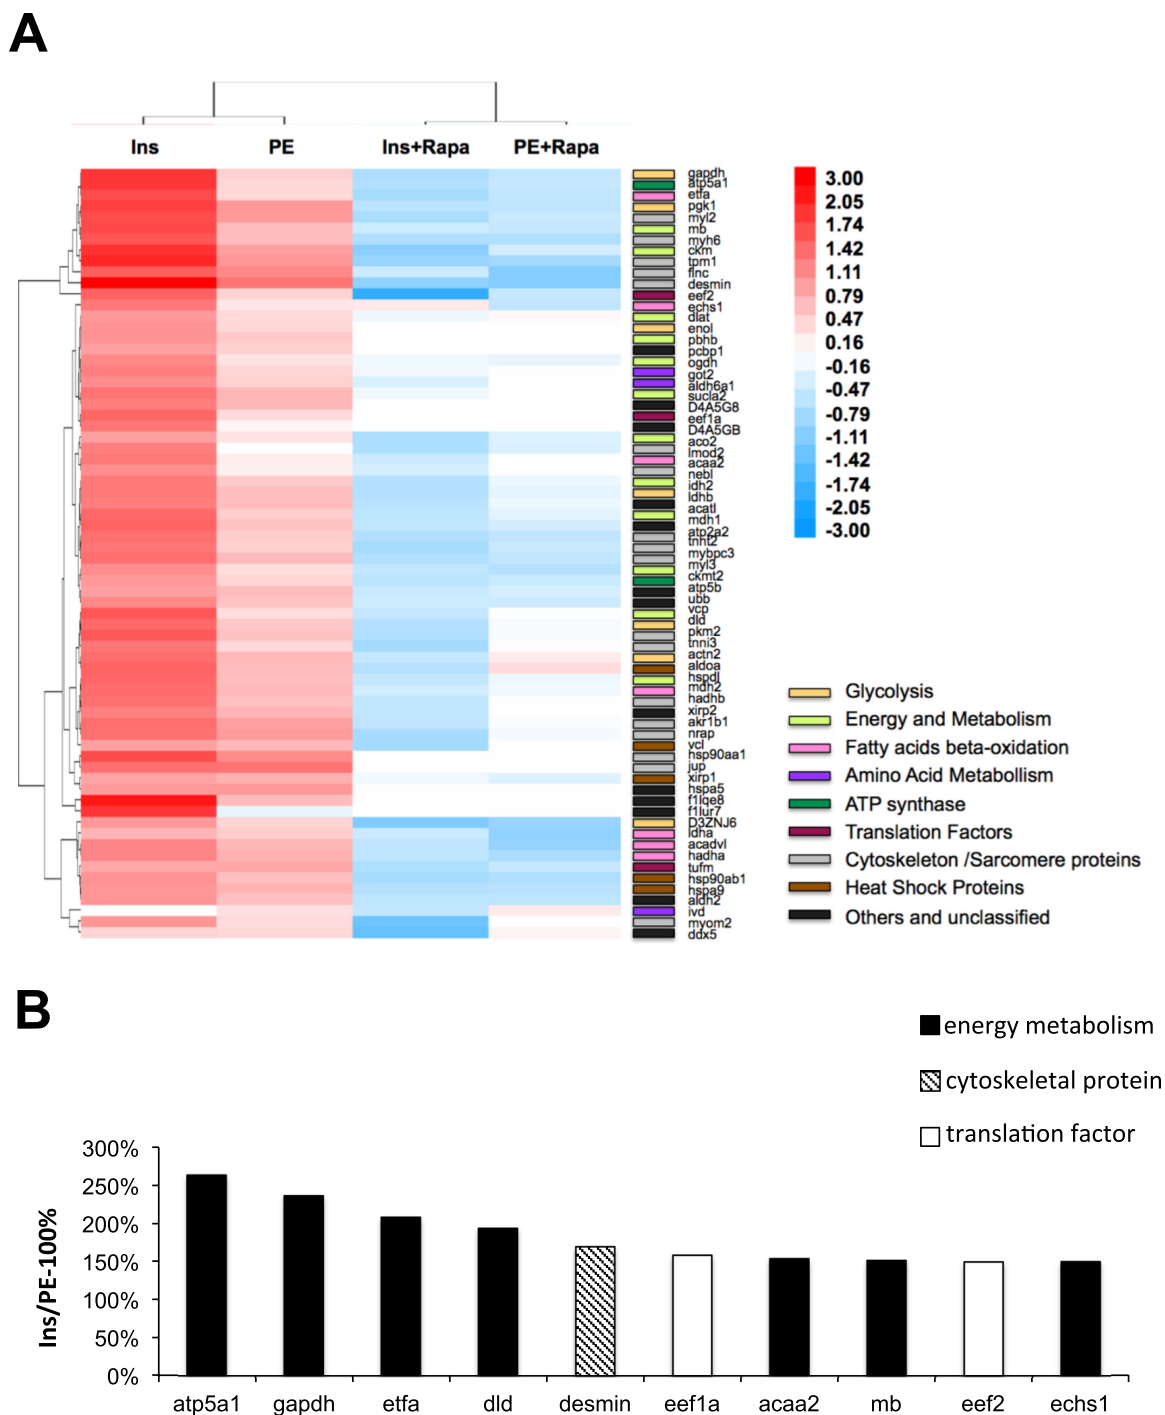 A
Ins PE Ins+Rapa PE+Rapa
gapdh
atp5a1
etfa
pgk1
myl2
mb
myh6
ckm
tpm1
flnc
desmin
eef2
echs1
dlat
enol
pbhb
pcbp1
ogdh
got2
aldh6a1
sucla2
D4A5G8
eef1a
D4A5GB
aco2
lmod2
acaa2
nebl
idh2
ldhb
acatl
mdh1
atp2a2
tnht2
mybpc3
myl3
ckmt2
atp5b
ubb
vcp
dld
pkm2
tnni3
actn2
aldoa
hspdl
mdh2
hadhb
xirp2
akr1b1
nrap
vcl
hsp90aa1
jup
xirp1
hspa5
f1lqe8
f1lur7
D3ZNJ6
ldha
acadvl
hadha
tufm
hsp90ab1
hspa9
aldh2
ivd
myom2
ddx5
3.00
2.05
1.74
1.42
1.11
0.79
0.47
0.16
-0.16
-0.47
-0.79
-1.11
-1.42
-1.74
-2.05
-3.00
Glycolysis
Energy and Metabolism
Fatty acids beta-oxidation
Amino Acid Metabollism
ATP synthase
Translation Factors
Cytoskeleton /Sarcomere proteins
Heat Shock Proteins
Others and unclassified
B
energy metabolism
cytoskeletal protein
translation factor
Ins/PE-100%
300%
250%
200%
150%
100%
50%
0%
atp5a1 gapdh etfa dld desmin eef1a acaa2 mb eef2 echs1